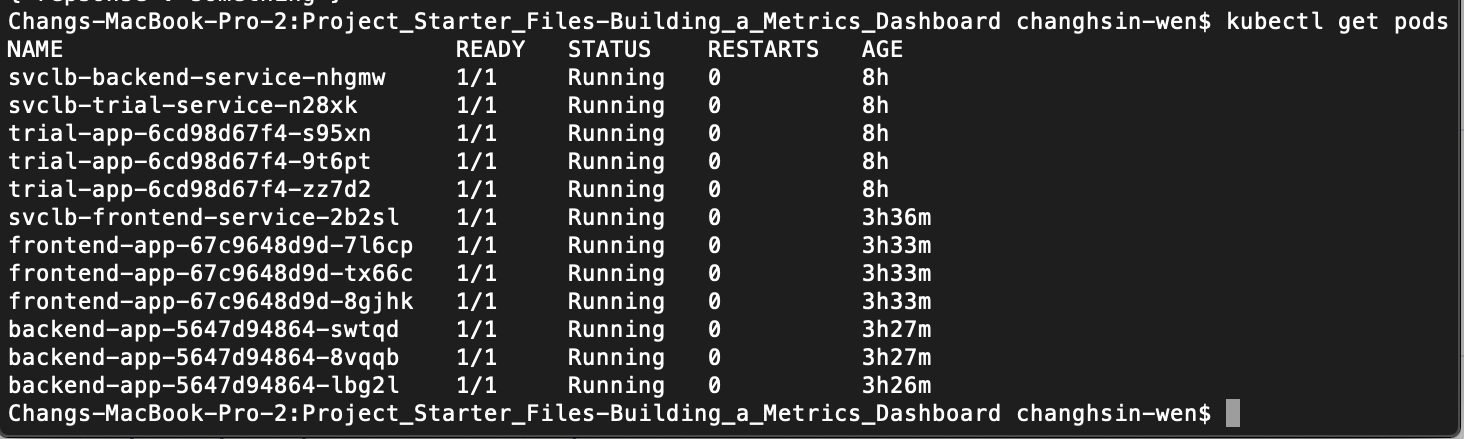 {"repsonse":"something"}
Changs-MacBook-Pro-2:Project_Starter_Files-Building_a_Metrics_Dashboard changhsin-wen$ kubectl get pods
NAME READY STATUS RESTARTS AGE
svclb-backend-service-nhgmw 1/1 Running 0 8h
svclb-trial-service-n28xk 1/1 Running 0 8h
trial-app-6cd98d67f4-s95xn 1/1 Running 0 8h
trial-app-6cd98d67f4-9t6pt 1/1 Running 0 8h
trial-app-6cd98d67f4-zz7d2 1/1 Running 0 8h
svclb-frontend-service-2b2sl 1/1 Running 0 3h36m
frontend-app-67c9648d9d-7l6cp 1/1 Running 0 3h33m
frontend-app-67c9648d9d-tx66c 1/1 Running 0 3h33m
frontend-app-67c9648d9d-8gjhk 1/1 Running 0 3h33m
backend-app-5647d94864-swtqd 1/1 Running 0 3h27m
backend-app-5647d94864-8vqqb 1/1 Running 0 3h27m
backend-app-5647d94864-lbg2l 1/1 Running 0 3h26m
Changs-MacBook-Pro-2:Project_Starter_Files-Building_a_Metrics_Dashboard changhsin-wen$